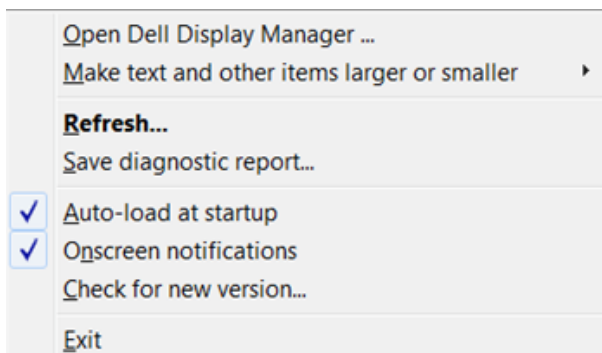 Open Dell Display Manager ...
Make text and other items larger or smaller
Refresh...
Save diagnostic report...
Auto-load at startup
Onscreen notifications
Check for new version...
Exit